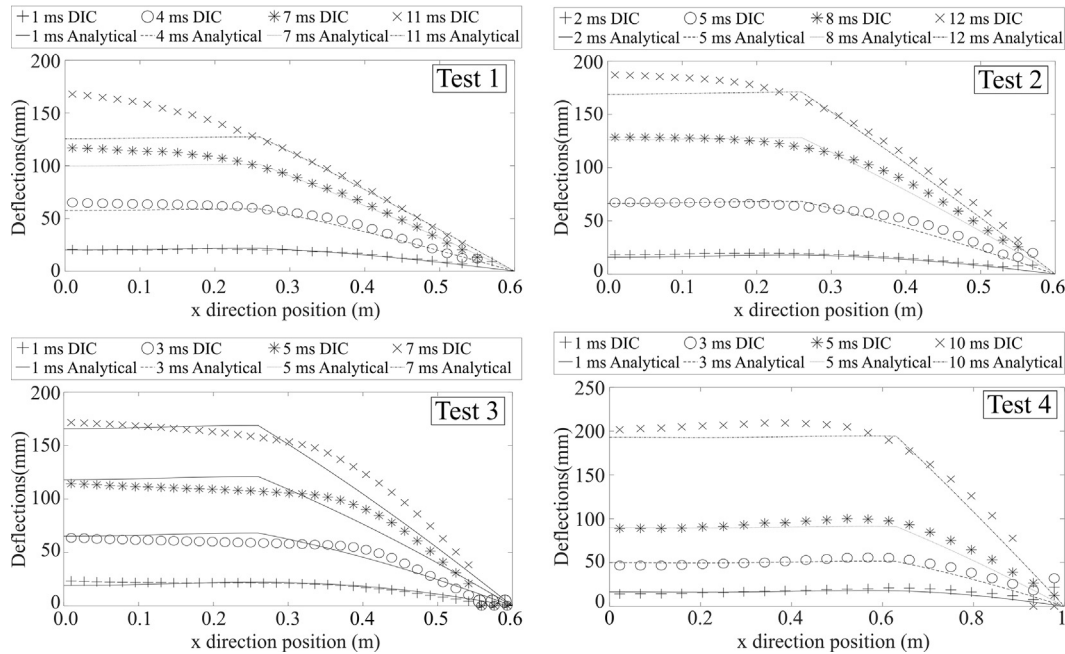 1 ms DIC 4 ms DIC 7 ms DIC 11 ms DIC
1 ms Analytical 4 ms Analytical 7 ms Analytical 11 ms Analytical
200
150
100
50
0
Deflections(mm)
Test 1
0.0 0.1 0.2 0.3 0.4 0.5 0.6
x direction position (m)
2 ms DIC 5 ms DIC 8 ms DIC 12 ms DIC
2 ms Analytical 5 ms Analytical 8 ms Analytical 12 ms Analytical
200
150
100
50
0
Deflections(mm)
Test 2
0.0 0.1 0.2 0.3 0.4 0.5 0.6
x direction position (m)
1 ms DIC 3 ms DIC 5 ms DIC 7 ms DIC
1 ms Analytical 3 ms Analytical 5 ms Analytical 7 ms Analytical
200
150
100
50
0
Deflections(mm)
Test 3
0.0 0.1 0.2 0.3 0.4 0.5 0.6
x direction position (m)
1 ms DIC 3 ms DIC 5 ms DIC 10 ms DIC
1 ms Analytical 3 ms Analytical 5 ms Analytical 10 ms Analytical
250
200
150
100
50
0
Deflections(mm)
Test 4
0 0.2 0.4 0.6 0.8 1
x direction position (m)